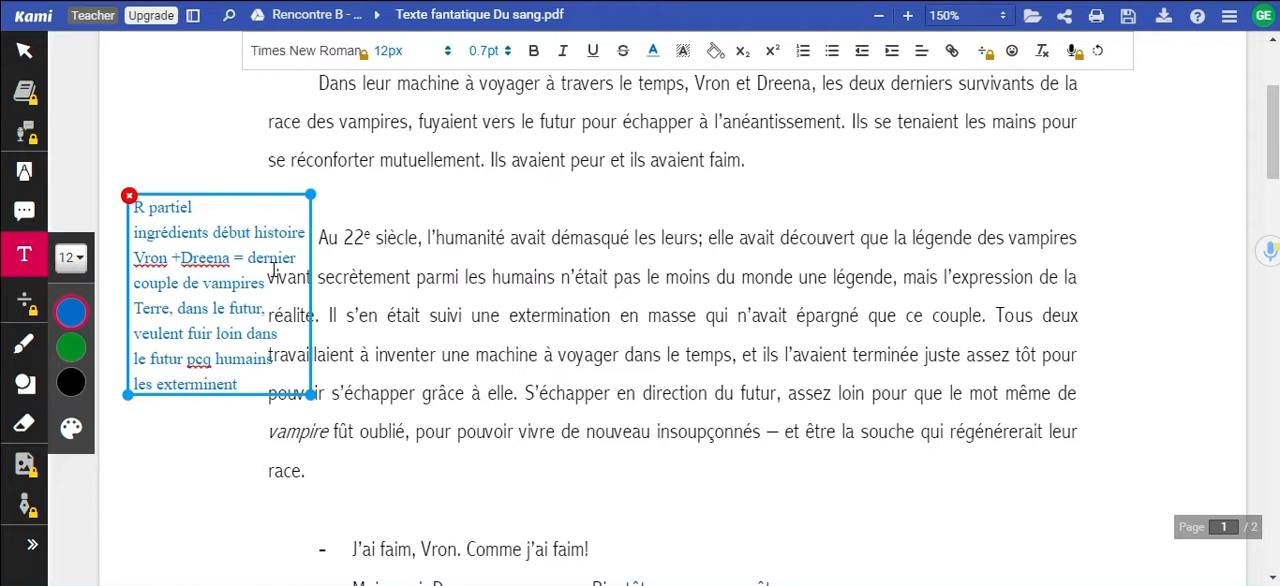 Kami Teacher Upgrade Rencontre B - ... Texte fantatique Du sang.pdf 150% GE
Times New Roman 12px 0.7pt B I U S A X₂ X²
Dans leur machine à voyager à travers le temps, Vron et Dreena, les deux derniers survivants de la
race des vampires, fuyaient vers le futur pour échapper à l’anéantissement. Ils se tenaient les mains pour
se réconforter mutuellement. Ils avaient peur et ils avaient faim.
R partiel
ingrédients début histoire
Vron +Dreena = dernier
couple de vampires
Terre, dans le futur,
veulent fuir loin dans
le futur pcq humains
les exterminent
T
12
Au 22e siècle, l’humanité avait démasqué les leurs; elle avait découvert que la légende des vampires
vivant secrètement parmi les humains n’était pas le moins du monde une légende, mais l’expression de la
réalité. Il s’en était suivi une extermination en masse qui n’avait épargné que ce couple. Tous deux
travaillaient à inventer une machine à voyager dans le temps, et ils l’avaient terminée juste assez tôt pour
pouvoir s’échapper grâce à elle. S’échapper en direction du futur, assez loin pour que le mot même de
vampire fût oublié, pour pouvoir vivre de nouveau insoupçonnés – et être la souche qui régénérerait leur
race.
Page 1 / 2
- J’ai faim, Vron. Comme j’ai faim!